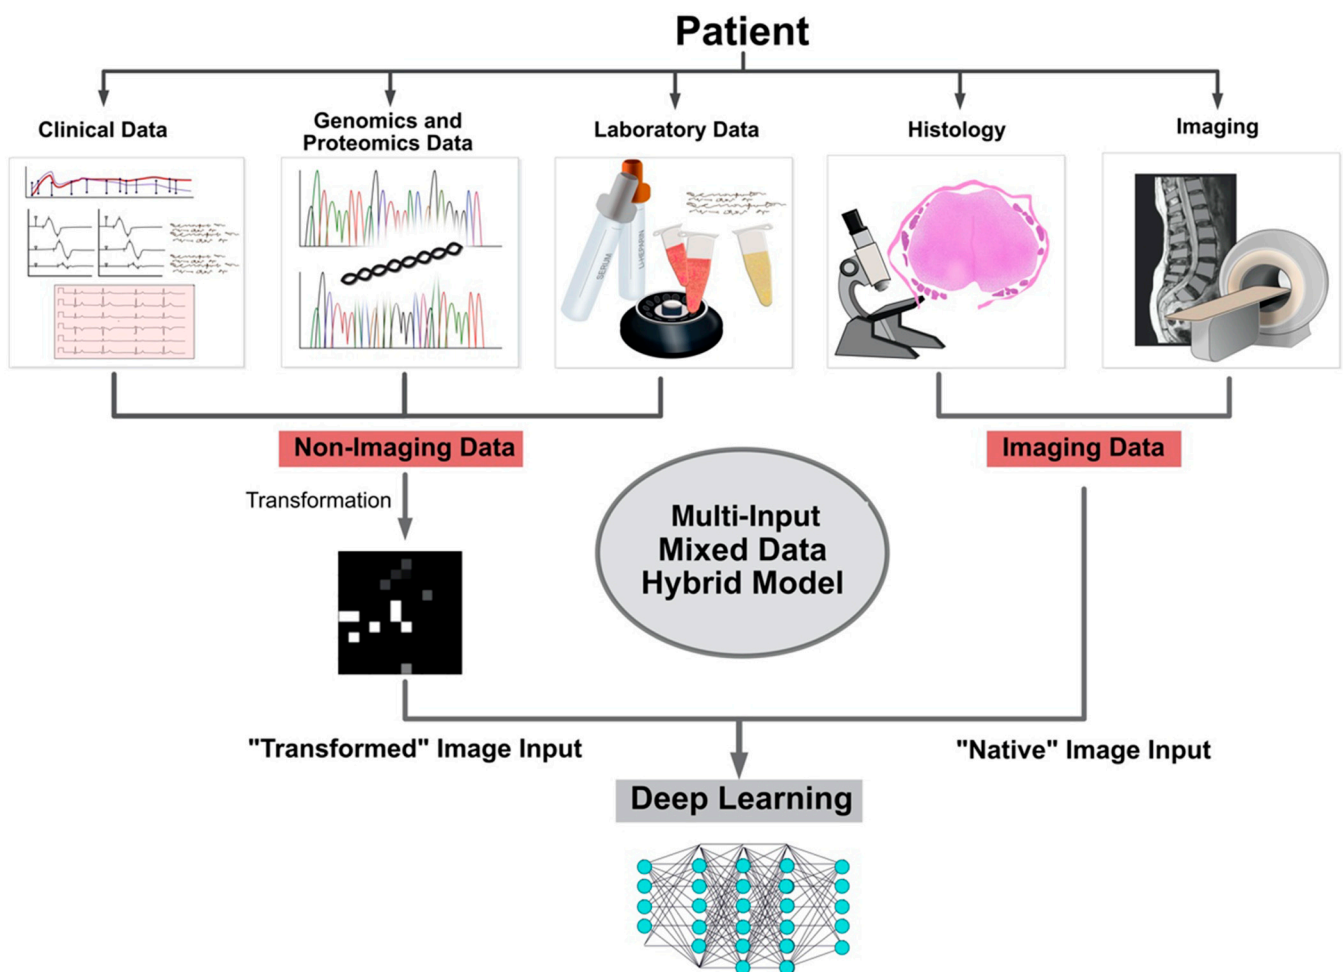 Patient
Clinical Data
Genomics and
Proteomics Data
Laboratory Data
Histology
Imaging
SERUM
Non-Imaging Data
Imaging Data
Transformation
Multi-Input
Mixed Data
Hybrid Model
"Transformed" Image Input
"Native" Image Input
Deep Learning